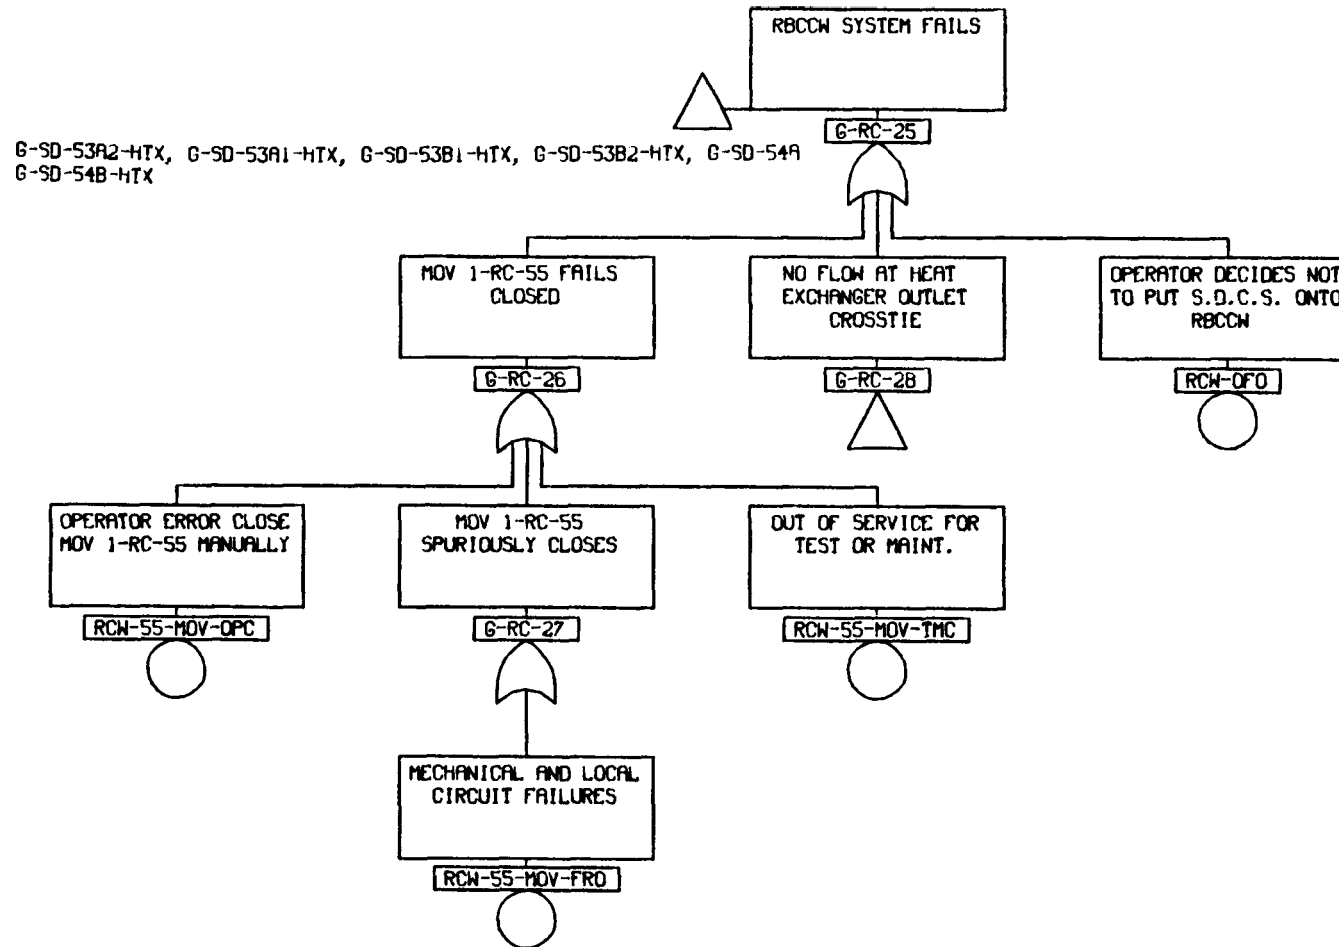 RBCCW SYSTEM FAILS
G-RC-25
G-SD-53A2-HTX, G-SD-53A1-HTX, G-SD-53B1-HTX, G-SD-53B2-HTX, G-SD-54A
G-SD-54B-HTX
MOV 1-RC-55 FAILS
CLOSED
G-RC-26
NO FLOW AT HEAT
EXCHANGER OUTLET
CROSSTIE
G-RC-28
OPERATOR DECIDES NOT
TO PUT S.D.C.S. ONTO
RBCCW
RCW-OFO
OPERATOR ERROR CLOSE
MOV 1-RC-55 MANUALLY
RCW-55-MOV-OPC
MOV 1-RC-55
SPURIOUSLY CLOSES
G-RC-27
OUT OF SERVICE FOR
TEST OR MAINT.
RCW-55-MOV-TMC
MECHANICAL AND LOCAL
CIRCUIT FAILURES
RCW-55-MOV-FRO